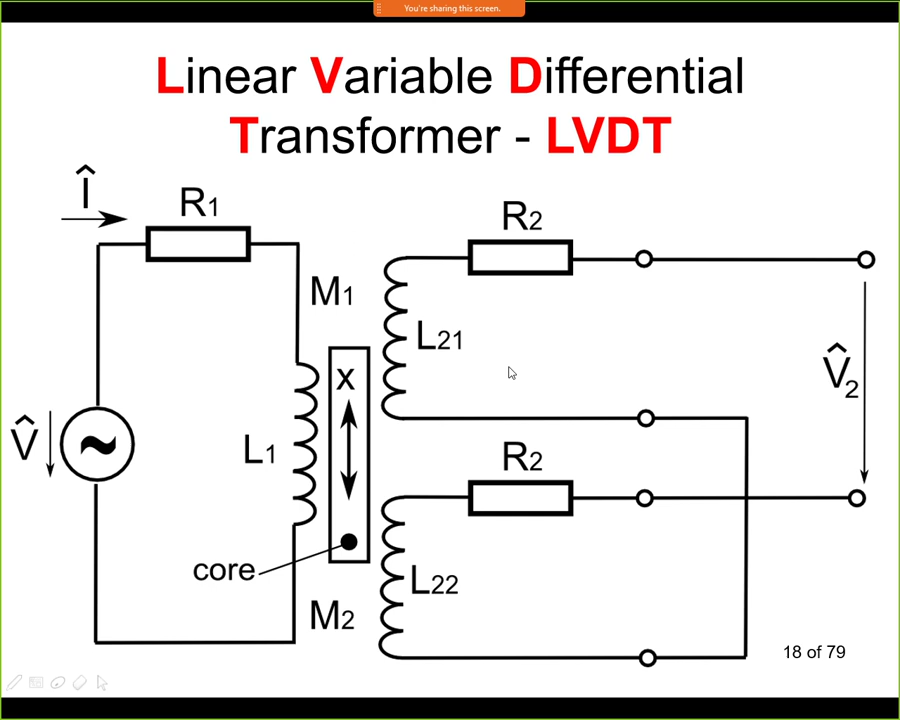 You're sharing this screen.
Linear Variable Differential
Transformer - LVDT
Î
R1
R2
M1
L21
x
V̂
2
V̂
L1
R2
core
L22
M2
18 of 79